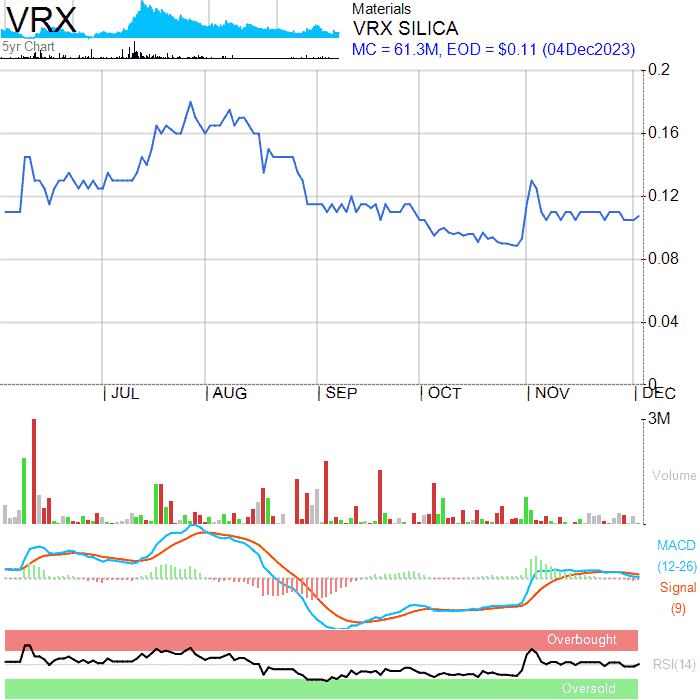 VRX
5yr Chart
Materials
VRX SILICA
MC = 61.3M, EOD = $0.11 (04Dec2023)
0.2
0.16
0.12
0.08
0.04
0
JUL AUG SEP OCT NOV DEC
3M
Volume
MACD
(12-26)
Signal
(9)
Overbought
RSI(14)
Oversold